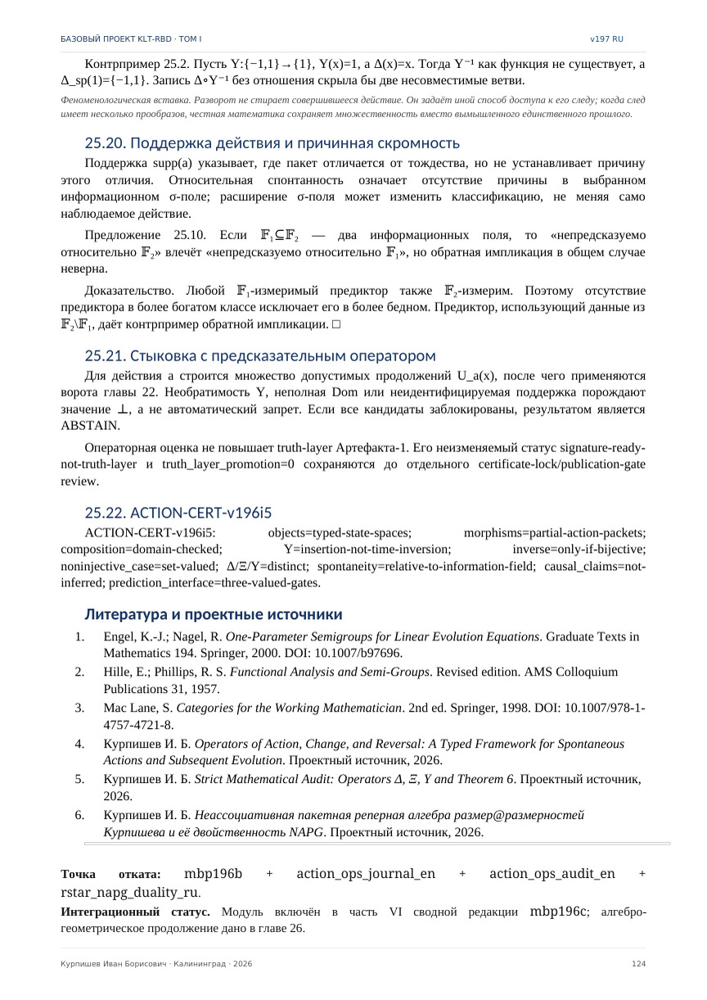 БАЗОВЫЙ ПРОЕКТ KLT-RBD · ТОМ I
v197 RU
Контрпример 25.2. Пусть Y:{−1,1}→{1}, Y(x)=1, а Δ(x)=x. Тогда Y⁻¹ как функция не существует, а
Δ_sp(1)={−1,1}. Запись Δ∘Y⁻¹ без отношения скрыла бы две несовместимые ветви.
Феноменологическая вставка. Разворот не стирает совершившееся действие. Он задаёт иной способ доступа к его следу; когда след
имеет несколько прообразов, честная математика сохраняет множественность вместо вымышленного единственного прошлого.
25.20. Поддержка действия и причинная скромность
Поддержка supp(a) указывает, где пакет отличается от тождества, но не устанавливает причину
этого отличия. Относительная спонтанность означает отсутствие причины в выбранном
информационном σ-поле; расширение σ-поля может изменить классификацию, не меняя само
наблюдаемое действие.
Предложение 25.10. Если 𝔽₁⊆𝔽₂ — два информационных поля, то «непредсказуемо
относительно 𝔽₂» влечёт «непредсказуемо относительно 𝔽₁», но обратная импликация в общем случае
неверна.
Доказательство. Любой 𝔽₁-измеримый предиктор также 𝔽₂-измерим. Поэтому отсутствие
предиктора в более богатом классе исключает его в более бедном. Предиктор, использующий данные из
𝔽₂\𝔽₁, даёт контрпример обратной импликации. □
25.21. Стыковка с предсказательным оператором
Для действия a строится множество допустимых продолжений U_a(x), после чего применяются
ворота главы 22. Необратимость Y, неполная Dom или неидентифицируемая поддержка порождают
значение ⊥, а не автоматический запрет. Если все кандидаты заблокированы, результатом является
ABSTAIN.
Операторная оценка не повышает truth-layer Артефакта-1. Его неизменяемый статус signature-ready-
not-truth-layer и truth_layer_promotion=0 сохраняются до отдельного certificate-lock/publication-gate
review.
25.22. ACTION-CERT-v196i5
ACTION-CERT-v196i5: objects=typed-state-spaces; morphisms=partial-action-packets;
composition=domain-checked; Y=insertion-not-time-inversion; inverse=only-if-bijective;
noninjective_case=set-valued; Δ/Ξ/Y=distinct; spontaneity=relative-to-information-field; causal_claims=not-
inferred; prediction_interface=three-valued-gates.
Литература и проектные источники
1. Engel, K.-J.; Nagel, R. One-Parameter Semigroups for Linear Evolution Equations. Graduate Texts in
Mathematics 194. Springer, 2000. DOI: 10.1007/b97696.
2. Hille, E.; Phillips, R. S. Functional Analysis and Semi-Groups. Revised edition. AMS Colloquium
Publications 31, 1957.
3. Mac Lane, S. Categories for the Working Mathematician. 2nd ed. Springer, 1998. DOI: 10.1007/978-1-
4757-4721-8.
4. Курпишев И. Б. Operators of Action, Change, and Reversal: A Typed Framework for Spontaneous
Actions and Subsequent Evolution. Проектный источник, 2026.
5. Курпишев И. Б. Strict Mathematical Audit: Operators Δ, Ξ, Y and Theorem 6. Проектный источник,
2026.
6. Курпишев И. Б. Неассоциативная пакетная реперная алгебра размер@размерностей
Курпишева и её двойственность NAPG. Проектный источник, 2026.
Точка отката: mbp196b + action_ops_journal_en + action_ops_audit_en +
rstar_napg_duality_ru.
Интеграционный статус. Модуль включён в часть VI сводной редакции mbp196c; алгебро-
геометрическое продолжение дано в главе 26.
Курпишев Иван Борисович · Калининград · 2026
124